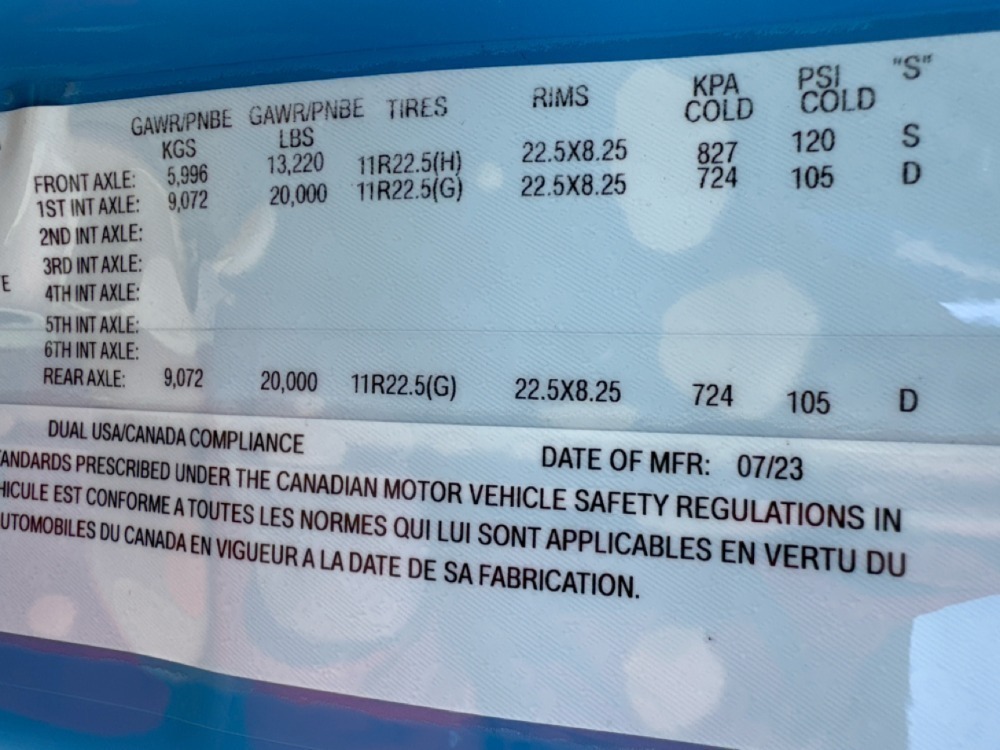 GAWR/PNBE KGS GAWR/PNBE LBS TIRES RIMS KPA COLD PSI COLD "S"
FRONT AXLE: 5,996 13,220 11R22.5(H) 22.5X8.25 827 120 S
1ST INT AXLE: 9,072 20,000 11R22.5(G) 22.5X8.25 724 105 D
2ND INT AXLE:
3RD INT AXLE:
4TH INT AXLE:
5TH INT AXLE:
6TH INT AXLE:
REAR AXLE: 9,072 20,000 11R22.5(G) 22.5X8.25 724 105 D
DUAL USA/CANADA COMPLIANCE DATE OF MFR: 07/23
ANDARDS PRESCRIBED UNDER THE CANADIAN MOTOR VEHICLE SAFETY REGULATIONS IN
HICULE EST CONFORME A TOUTES LES NORMES QUI LUI SONT APPLICABLES EN VERTU DU
UTOMOBILES DU CANADA EN VIGUEUR A LA DATE DE SA FABRICATION.